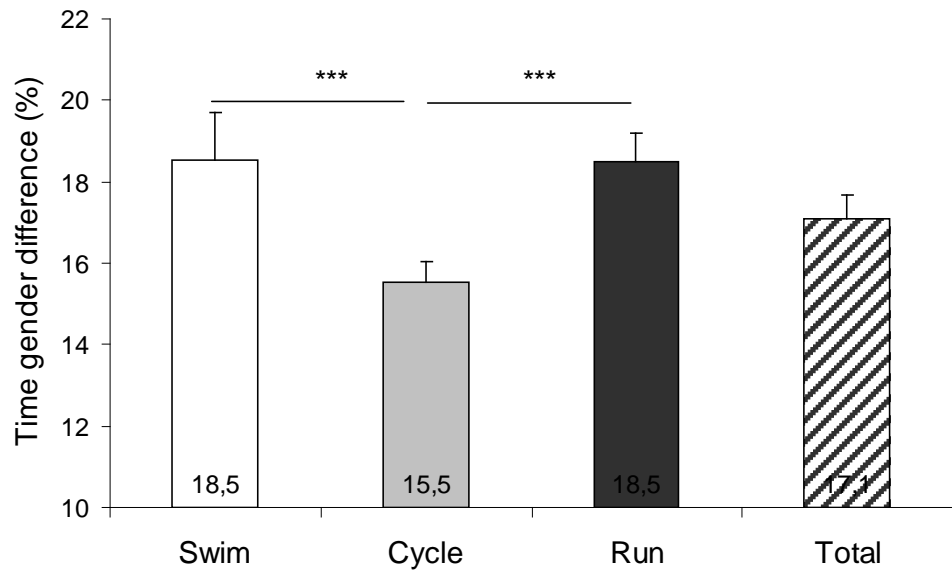 Time gender difference (%)
22
20
18
16
14
12
10
***
***
18,5
15,5
18,5
17,1
Swim
Cycle
Run
Total